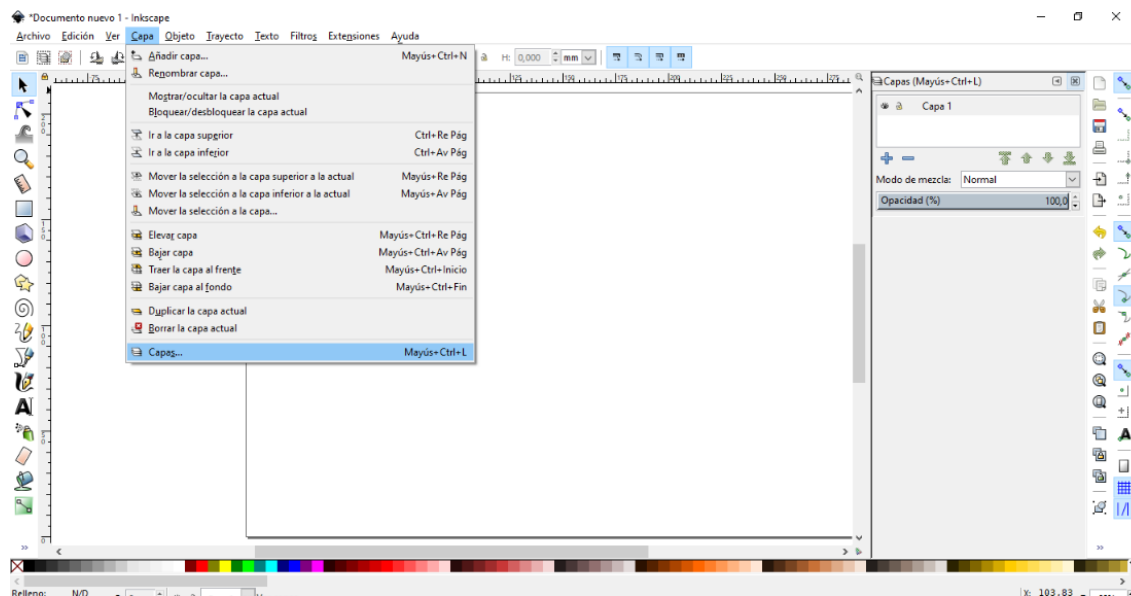 *Documento nuevo 1 - Inkscape
Archivo Edición Ver Capa Objeto Trayecto Texto Filtros Extensiones Ayuda
Añadir capa... Mayús+Ctrl+N
H: 0,000 mm
Renombrar capa...
Mostrar/ocultar la capa actual
Bloquear/desbloquear la capa actual
Ir a la capa superior Ctrl+Re Pág
Ir a la capa inferior Ctrl+Av Pág
Mover la selección a la capa superior a la actual Mayús+Re Pág
Mover la selección a la capa inferior a la actual Mayús+Av Pág
Mover la selección a la capa...
Elevar capa Mayús+Ctrl+Re Pág
Bajar capa Mayús+Ctrl+Av Pág
Traer la capa al frente Mayús+Ctrl+Inicio
Bajar capa al fondo Mayús+Ctrl+Fin
Duplicar la capa actual
Borrar la capa actual
Capas... Mayús+Ctrl+L
Capas (Mayús+Ctrl+L)
Capa 1
Modo de mezcla: Normal
Opacidad (%) 100,0
Relleno: N/D
X: 103.83